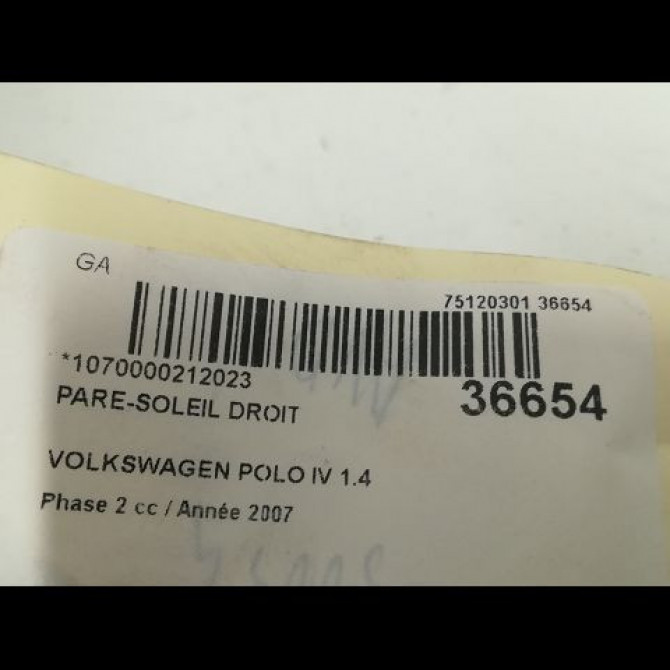 GA
75120301 36654
*1070000212023
36654
PARE-SOLEIL DROIT
VOLKSWAGEN POLO IV 1.4
Phase 2 cc / Année 2007